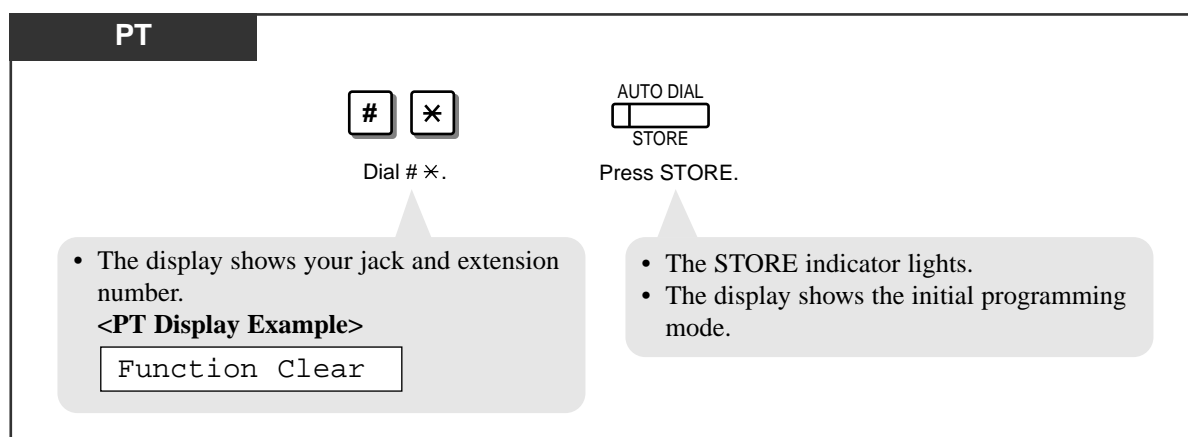 PT
# ✳
AUTO DIAL
STORE
Dial # ✳.
Press STORE.
• The display shows your jack and extension
number.
<PT Display Example>
Function Clear
• The STORE indicator lights.
• The display shows the initial programming
mode.